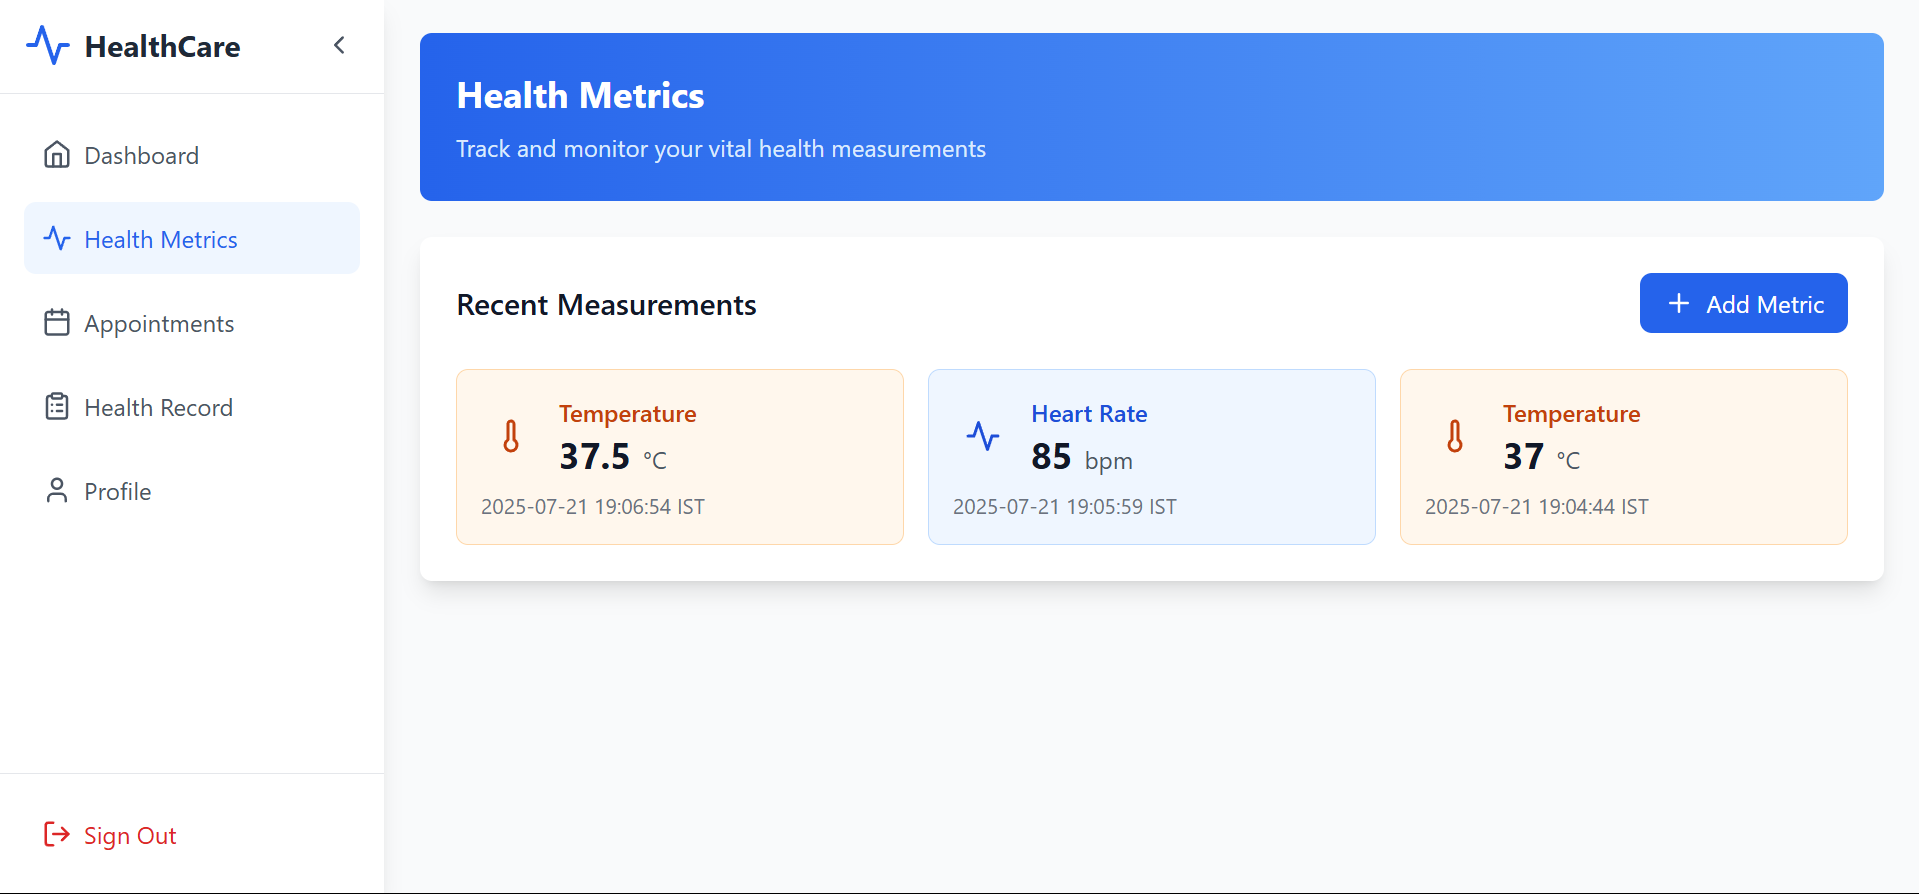 HealthCare
Dashboard
Health Metrics
Appointments
Health Record
Profile
Sign Out
Health Metrics
Track and monitor your vital health measurements
Recent Measurements
Add Metric
Temperature
37.5 °C
2025-07-21 19:06:54 IST
Heart Rate
85 bpm
2025-07-21 19:05:59 IST
Temperature
37 °C
2025-07-21 19:04:44 IST